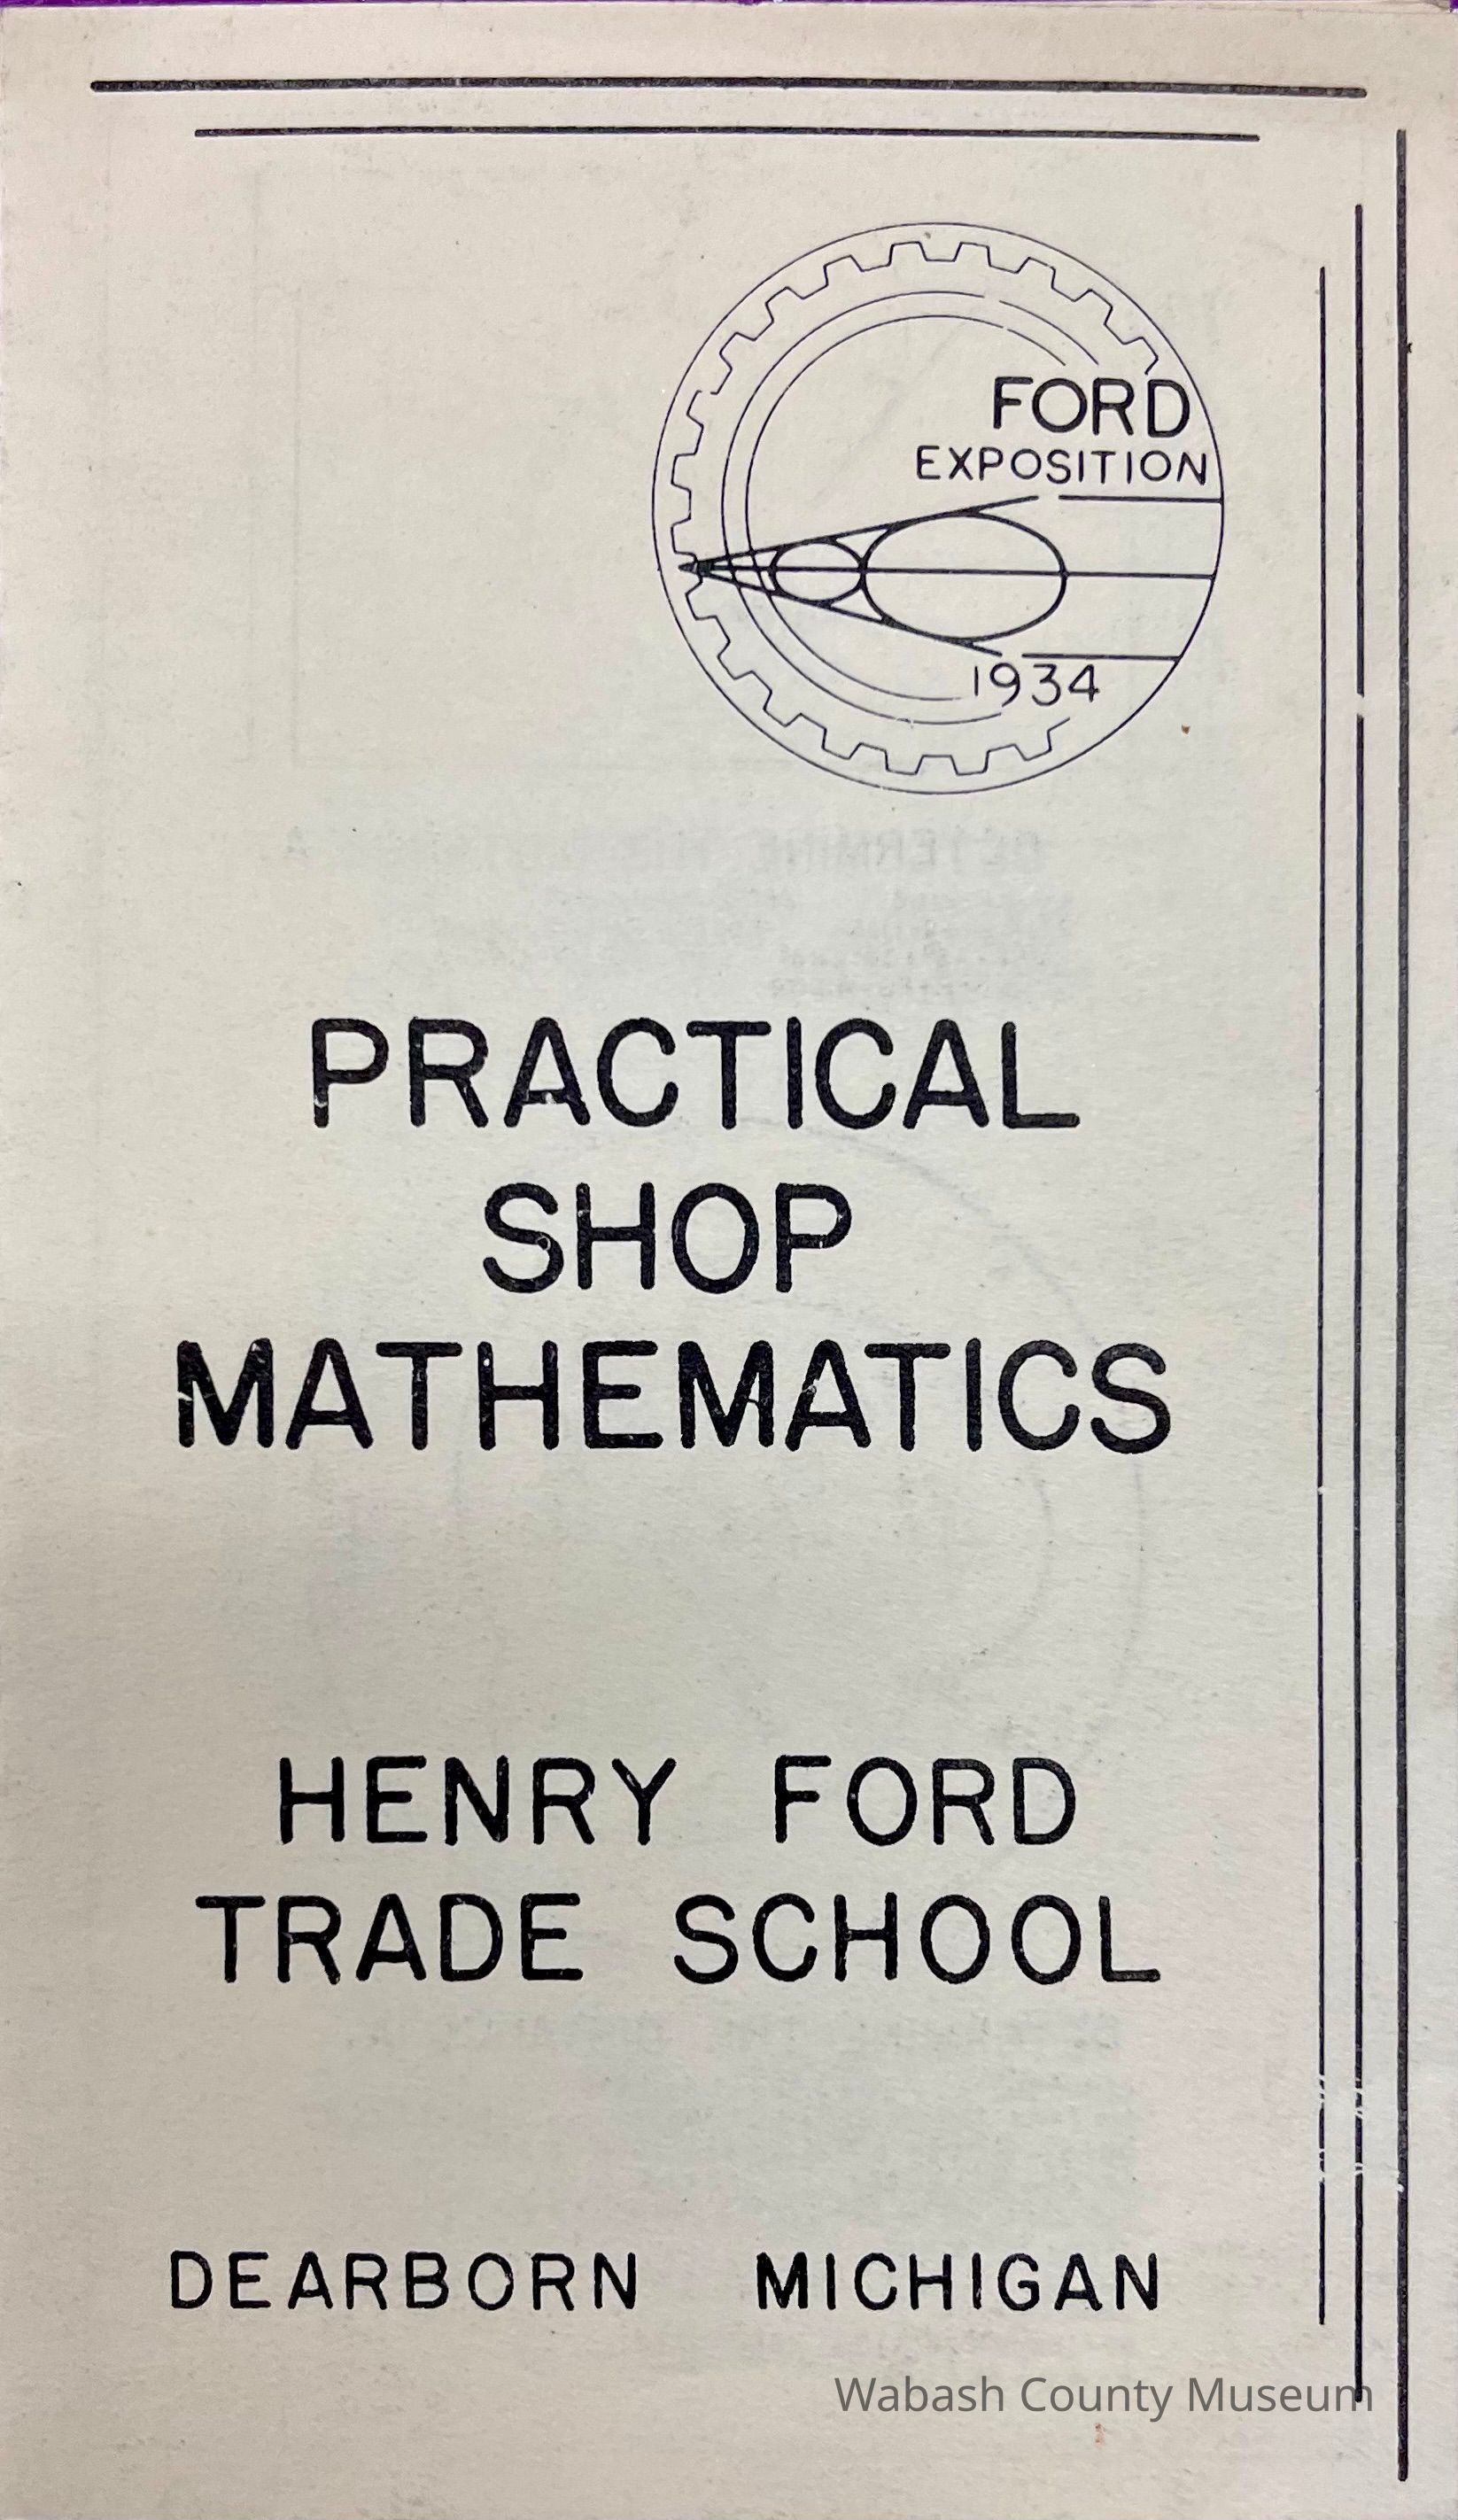 FORD
EXPOSITION
1934
PRACTICAL
SHOP
MATHEMATICS
HENRY FORD
TRADE SCHOOL
DEARBORN MICHIGAN
Wabash County Museum